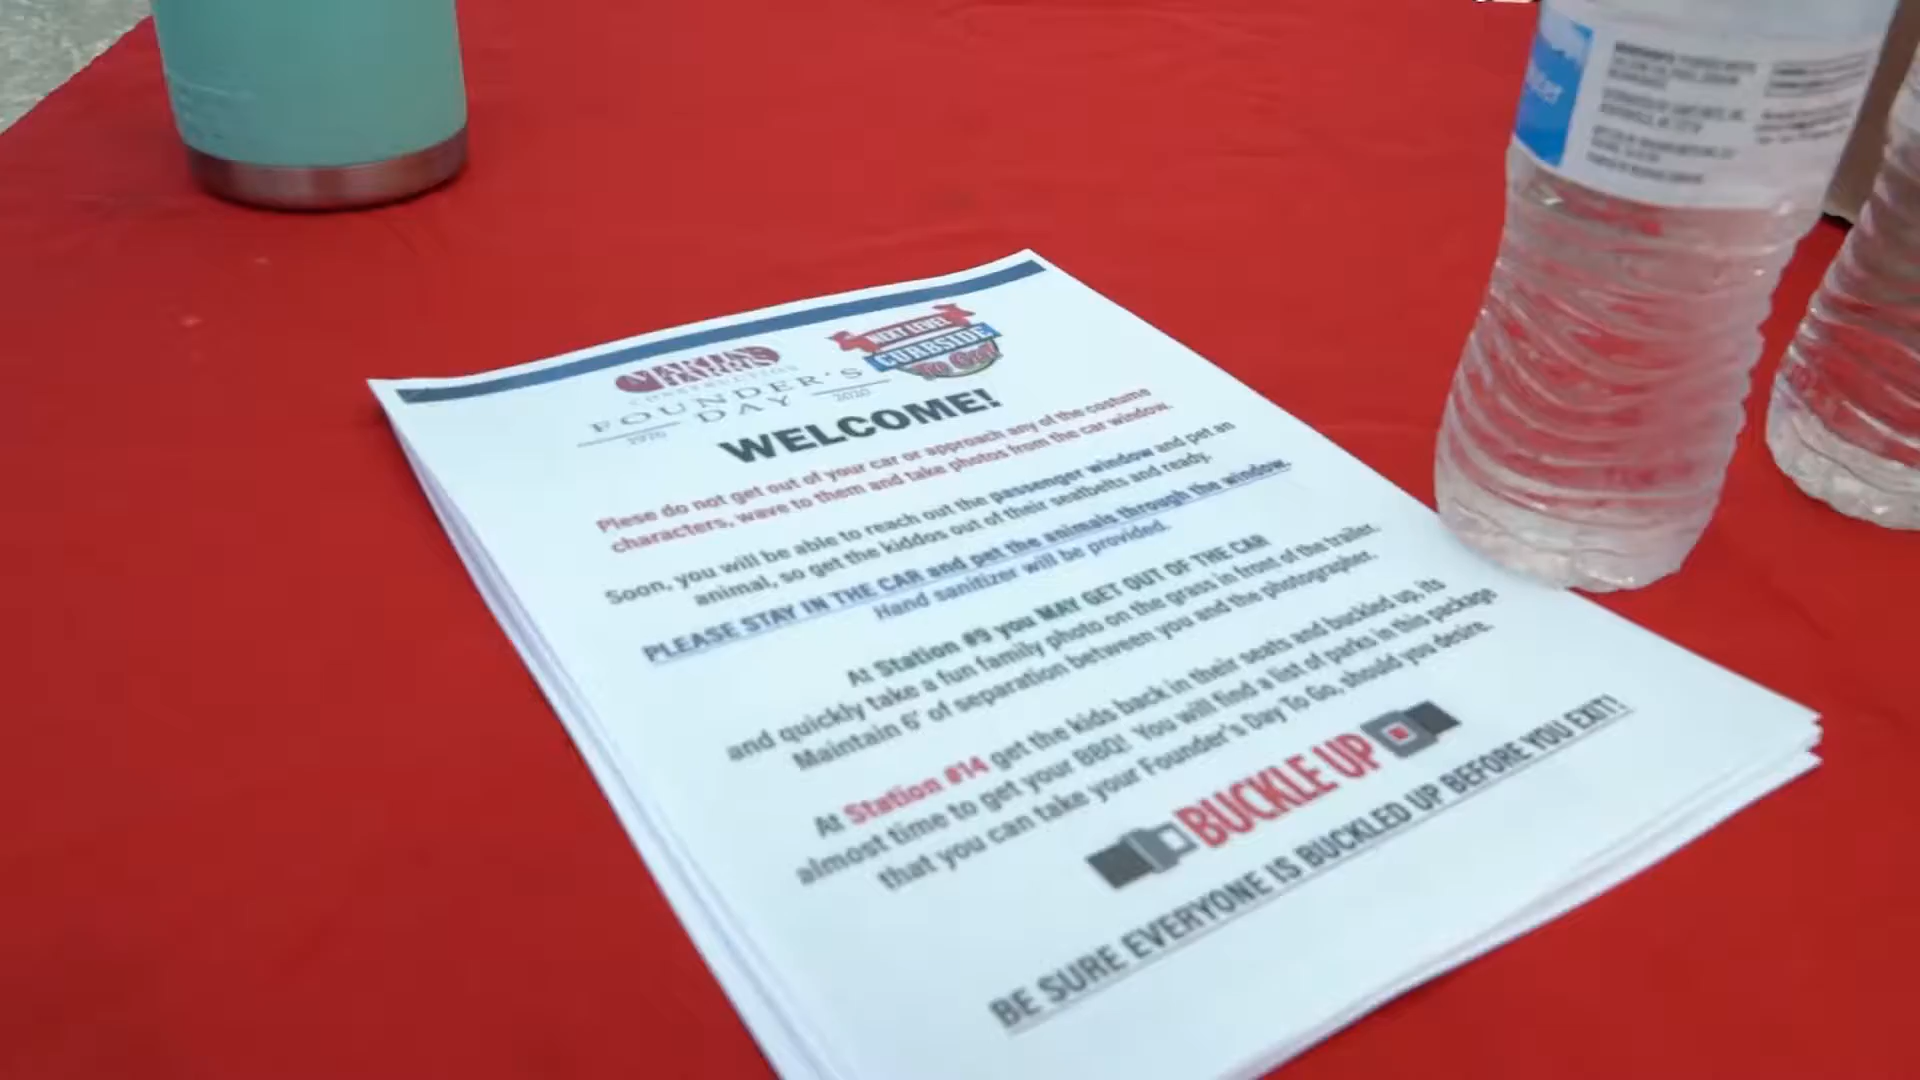 MARTIN HARRIS
CONSTRUCTION
FOUNDER'S
DAY
1976
2020
NEXT LEVEL
CURBSIDE
To Go!
WELCOME!
Plese do not get out of your car or approach any of the costume
characters, wave to them and take photos from the car window.
Soon, you will be able to reach out the passenger window and pet an
animal, so get the kiddos out of their seatbelts and ready.
PLEASE STAY IN THE CAR and pet the animals through the window.
Hand sanitizer will be provided.
At Station #9 you MAY GET OUT OF THE CAR
and quickly take a fun family photo on the grass in front of the trailer.
Maintain 6' of separation between you and the photographer.
At Station #14 get the kids back in their seats and buckled up, its
almost time to get your BBQ! You will find a list of parks in this package
that you can take your Founder's Day To Go, should you desire.
BUCKLE UP
BE SURE EVERYONE IS BUCKLED UP BEFORE YOU EXIT!